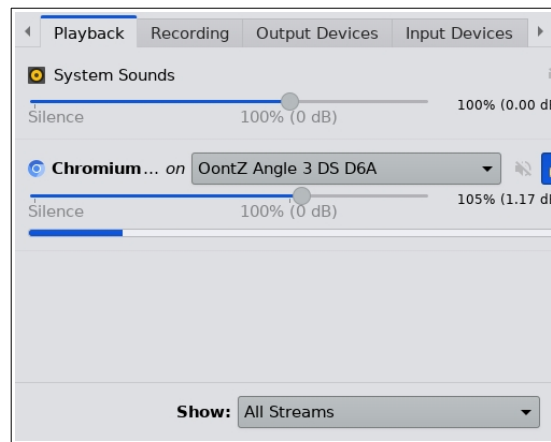 Playback Recording Output Devices Input Devices
System Sounds
100% (0.00 dB
Silence 100% (0 dB)
Chromium... on OontZ Angle 3 DS D6A
105% (1.17 dB
Silence 100% (0 dB)
Show: All Streams